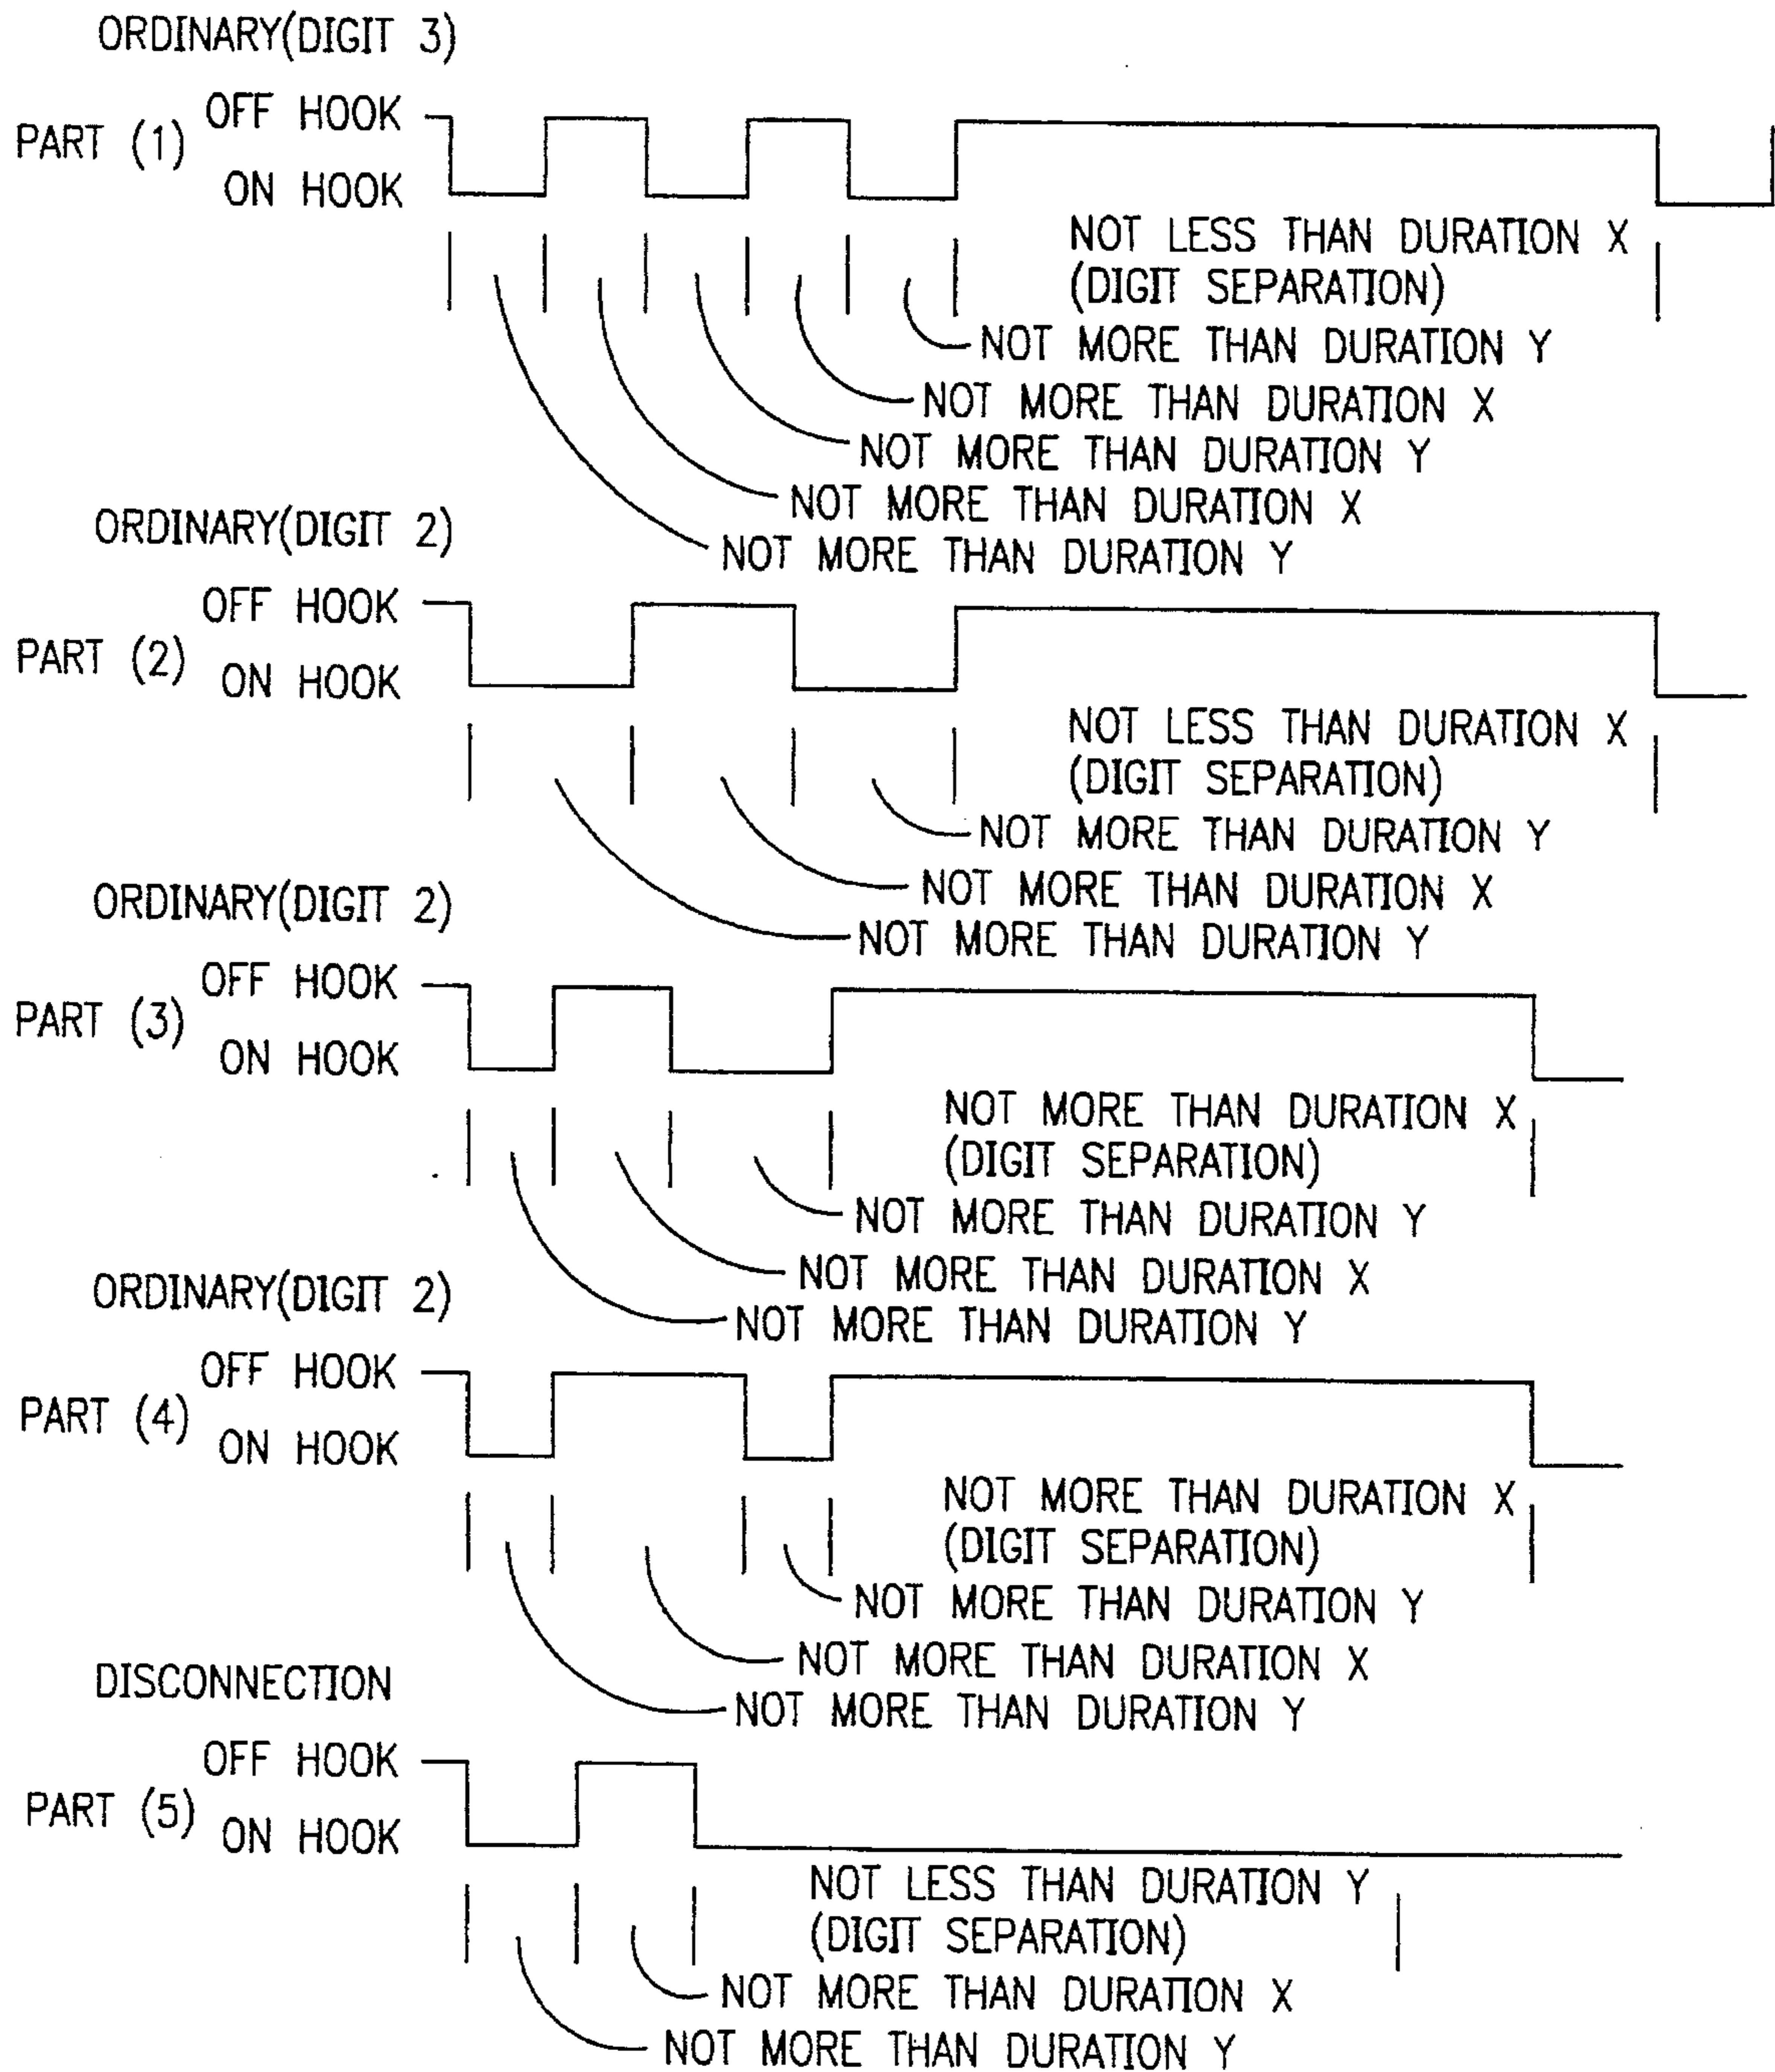 ORDINARY(DIGIT 3)
OFF HOOK
PART (1)
ON HOOK
NOT LESS THAN DURATION X
(DIGIT SEPARATION)
NOT MORE THAN DURATION Y
NOT MORE THAN DURATION X
NOT MORE THAN DURATION Y
NOT MORE THAN DURATION X
NOT MORE THAN DURATION Y
ORDINARY(DIGIT 2)
OFF HOOK
PART (2)
ON HOOK
NOT LESS THAN DURATION X
(DIGIT SEPARATION)
NOT MORE THAN DURATION Y
NOT MORE THAN DURATION X
NOT MORE THAN DURATION Y
ORDINARY(DIGIT 2)
OFF HOOK
PART (3)
ON HOOK
NOT MORE THAN DURATION X
(DIGIT SEPARATION)
NOT MORE THAN DURATION Y
NOT MORE THAN DURATION X
NOT MORE THAN DURATION Y
ORDINARY(DIGIT 2)
OFF HOOK
PART (4)
ON HOOK
NOT MORE THAN DURATION X
(DIGIT SEPARATION)
NOT MORE THAN DURATION Y
NOT MORE THAN DURATION X
NOT MORE THAN DURATION Y
DISCONNECTION
OFF HOOK
PART (5)
ON HOOK
NOT LESS THAN DURATION Y
(DIGIT SEPARATION)
NOT MORE THAN DURATION X
NOT MORE THAN DURATION Y